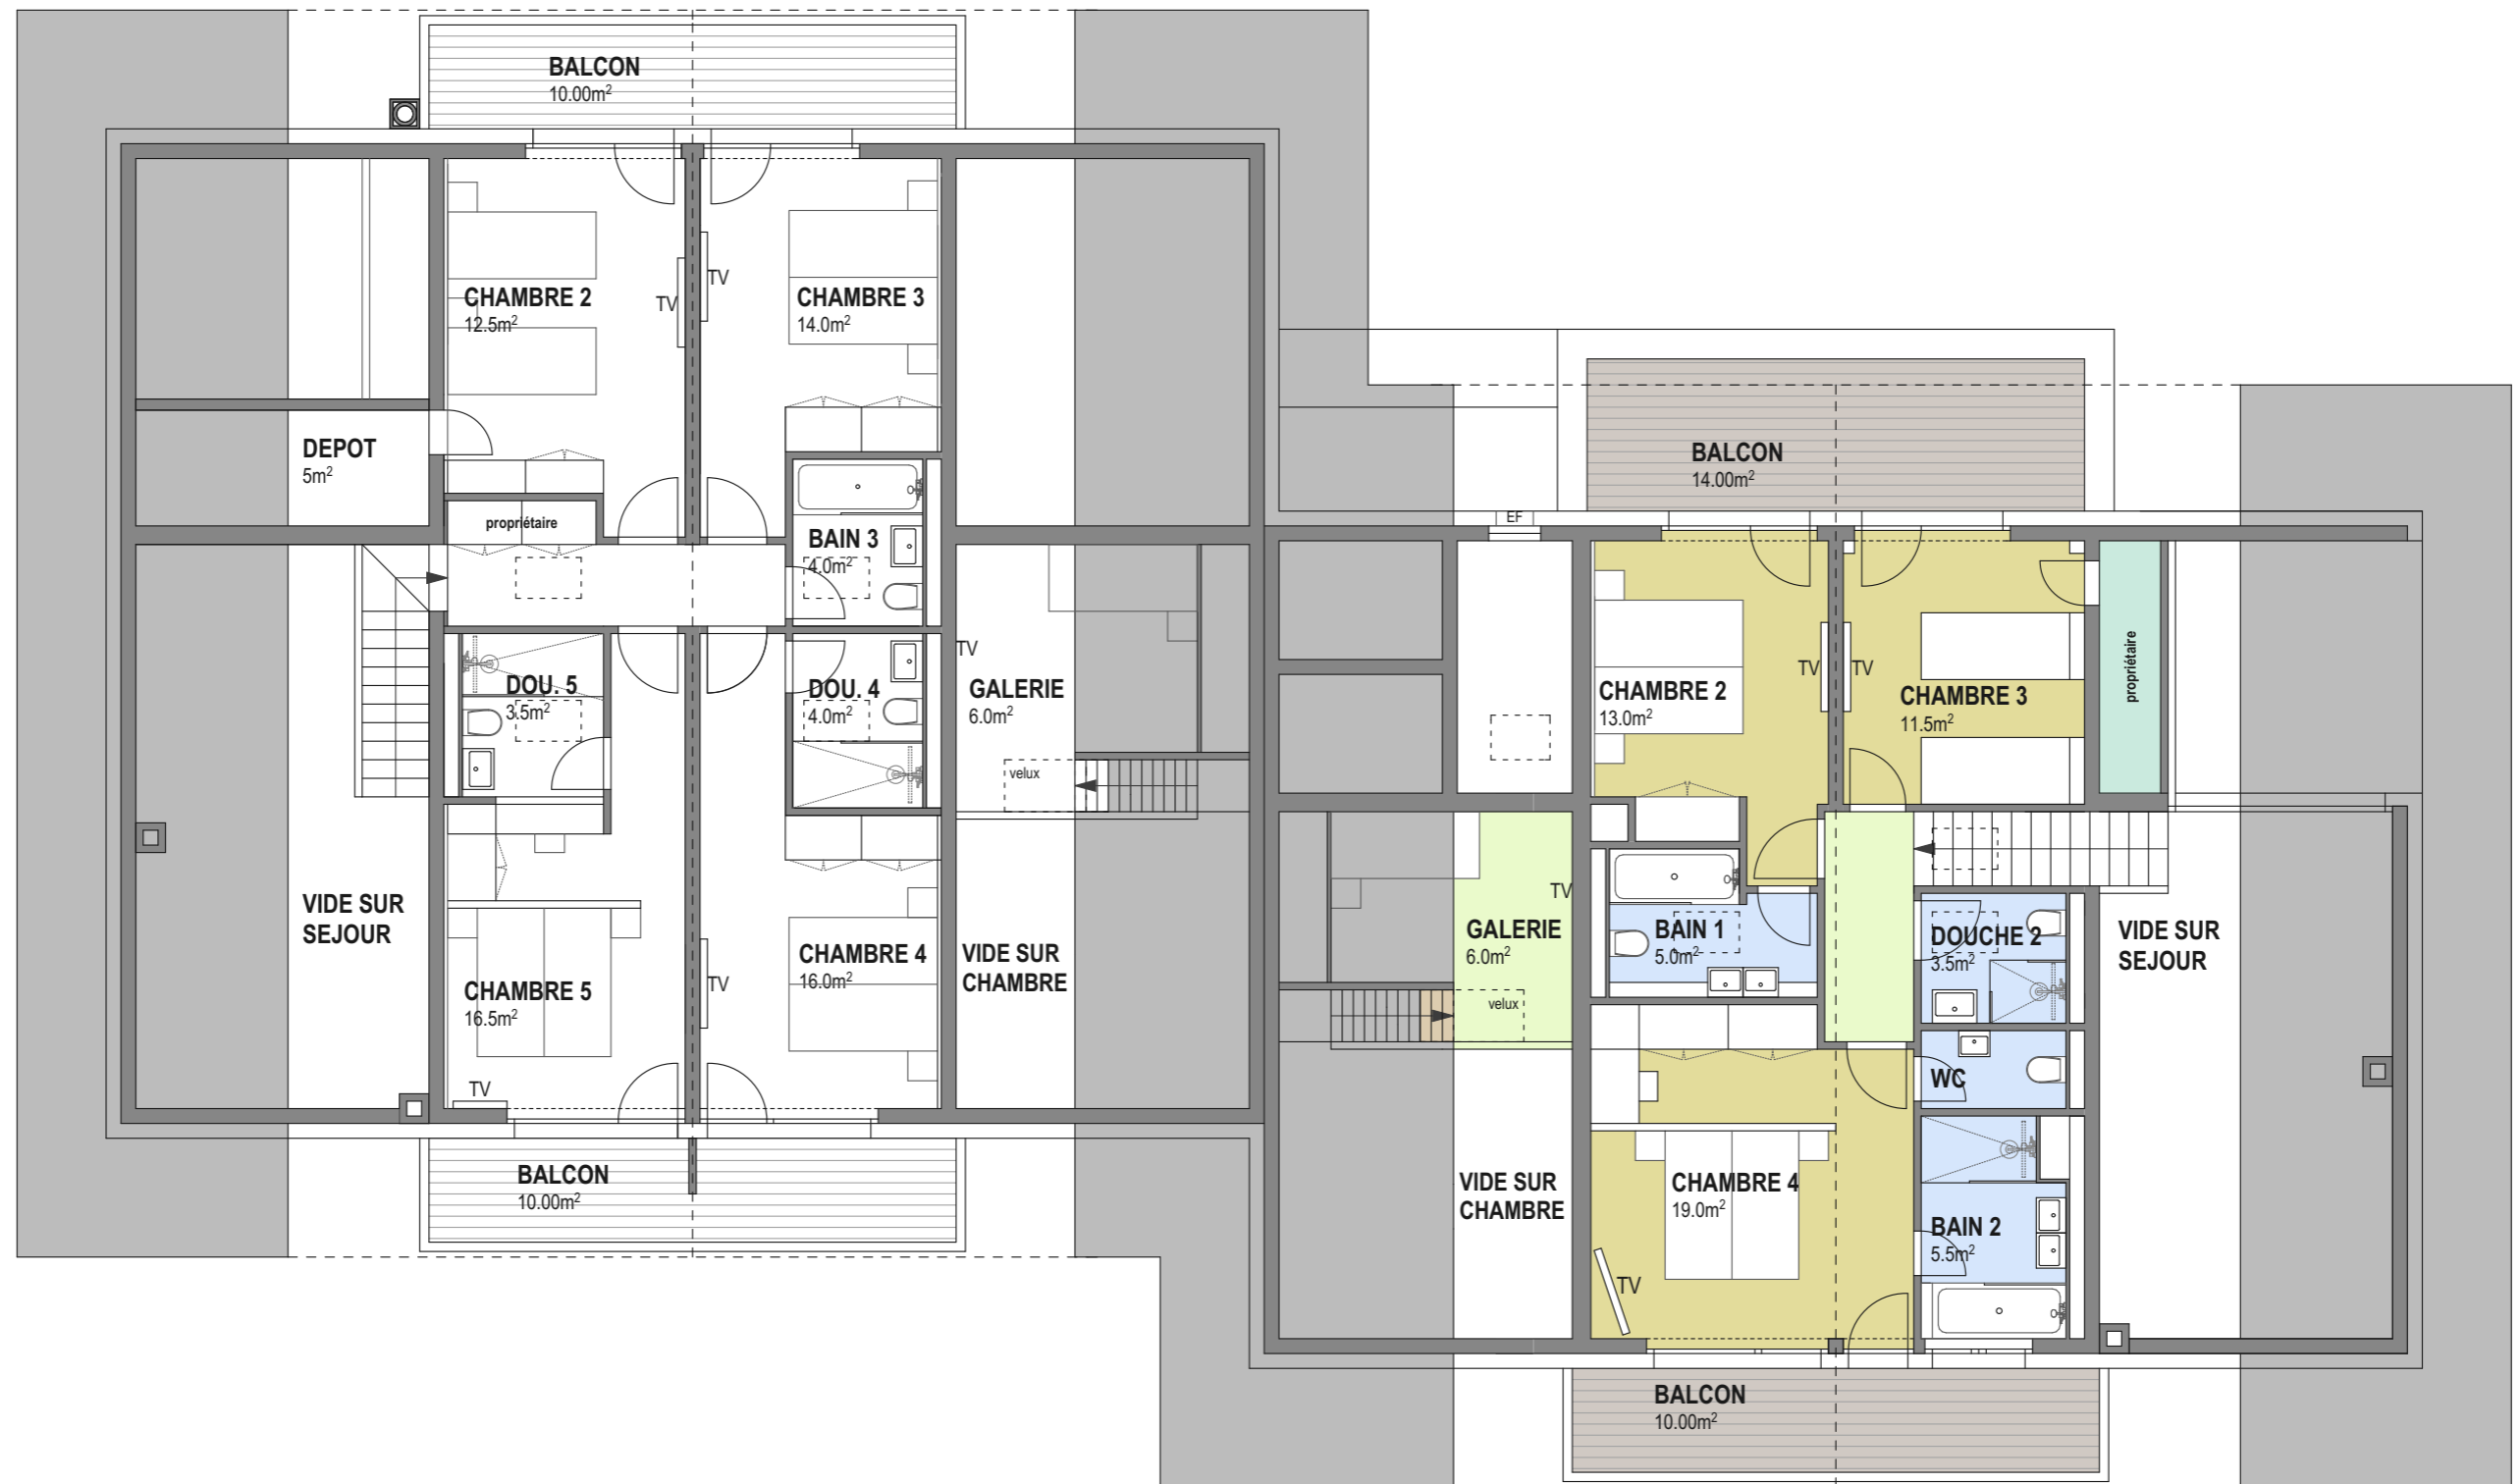 BALCON
10.00m²
CHAMBRE 2
12.5m²
TV
TV
CHAMBRE 3
14.0m²
DEPOT
5m²
propriétaire
BAIN 3
4.0m²
DOU. 5
3.5m²
DOU. 4
4.0m²
TV
GALERIE
6.0m²
velux
VIDE SUR
SEJOUR
CHAMBRE 5
16.5m²
TV
TV
CHAMBRE 4
16.0m²
VIDE SUR
CHAMBRE
BALCON
10.00m²
BALCON
14.00m²
EF
CHAMBRE 2
13.0m²
TV
TV
CHAMBRE 3
11.5m²
propriétaire
TV
GALERIE
6.0m²
velux
BAIN 1
5.0m²
DOUCHE 2
3.5m²
VIDE SUR
SEJOUR
WC
VIDE SUR
CHAMBRE
CHAMBRE 4
19.0m²
TV
BAIN 2
5.5m²
BALCON
10.00m²